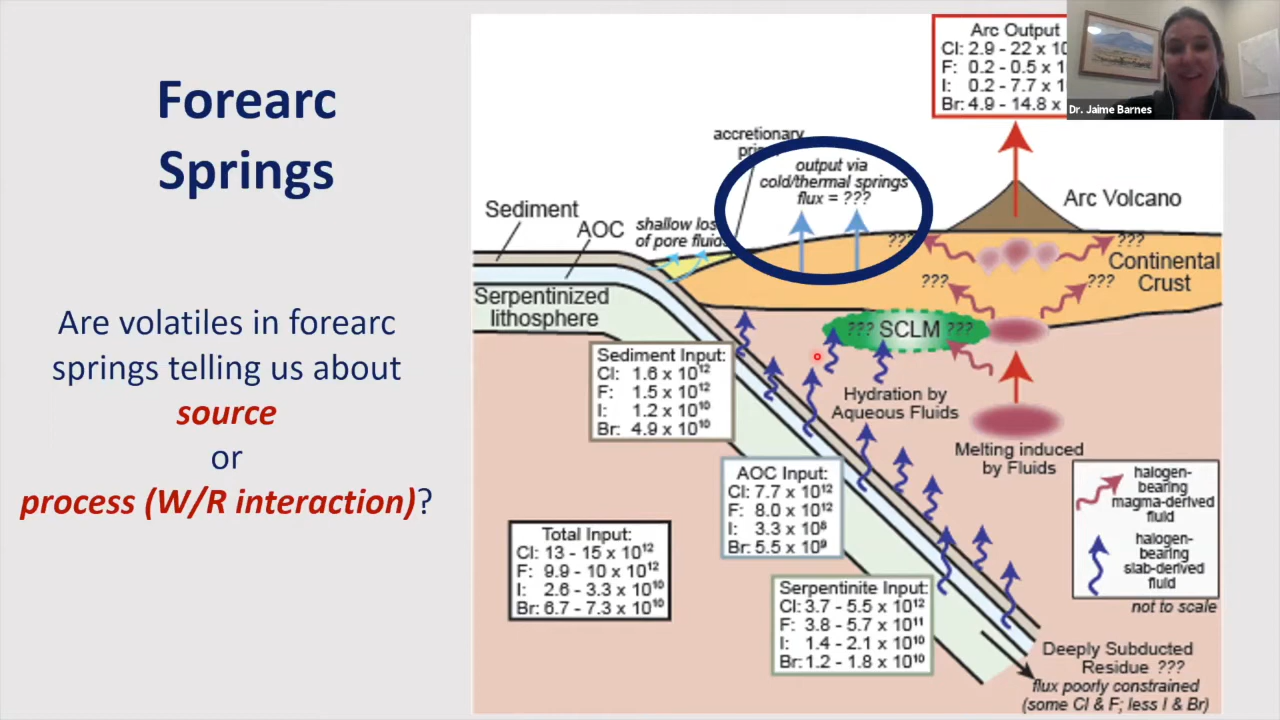 Forearc
Springs
Are volatiles in forearc
springs telling us about
source
or
process (W/R interaction)?
Arc Output
Cl: 2.9 - 22 x 10
F: 0.2 - 0.5 x 1
I: 0.2 - 7.7 x 1
Br: 4.9 - 14.8 x
Dr. Jaime Barnes
accretionary
output via
cold/thermal springs
flux = ???
Arc Volcano
Sediment
AOC
shallow los
of pore fluids
???
???
Continental
Crust
???
???
Serpentinized
lithosphere
??? SCLM ???
Sediment Input:
Cl: 1.6 x 10¹²
F: 1.5 x 10¹²
I: 1.2 x 10¹⁰
Br: 4.9 x 10¹⁰
Hydration by
Aqueous Fluids
Melting induced
by Fluids
AOC Input:
Cl: 7.7 x 10¹²
F: 8.0 x 10¹²
I: 3.3 x 10⁸
Br: 5.5 x 10⁹
halogen-
bearing
magma-derived
fluid
halogen-
bearing
slab-derived
fluid
not to scale
Total Input:
Cl: 13 - 15 x 10¹²
F: 9.9 - 10 x 10¹²
I: 2.6 - 3.3 x 10¹⁰
Br: 6.7 - 7.3 x 10¹⁰
Serpentinite Input:
Cl: 3.7 - 5.5 x 10¹²
F: 3.8 - 5.7 x 10¹¹
I: 1.4 - 2.1 x 10¹⁰
Br: 1.2 - 1.8 x 10¹⁰
Deeply Subducted
Residue ???
flux poorly constrained
(some Cl & F; less I & Br)